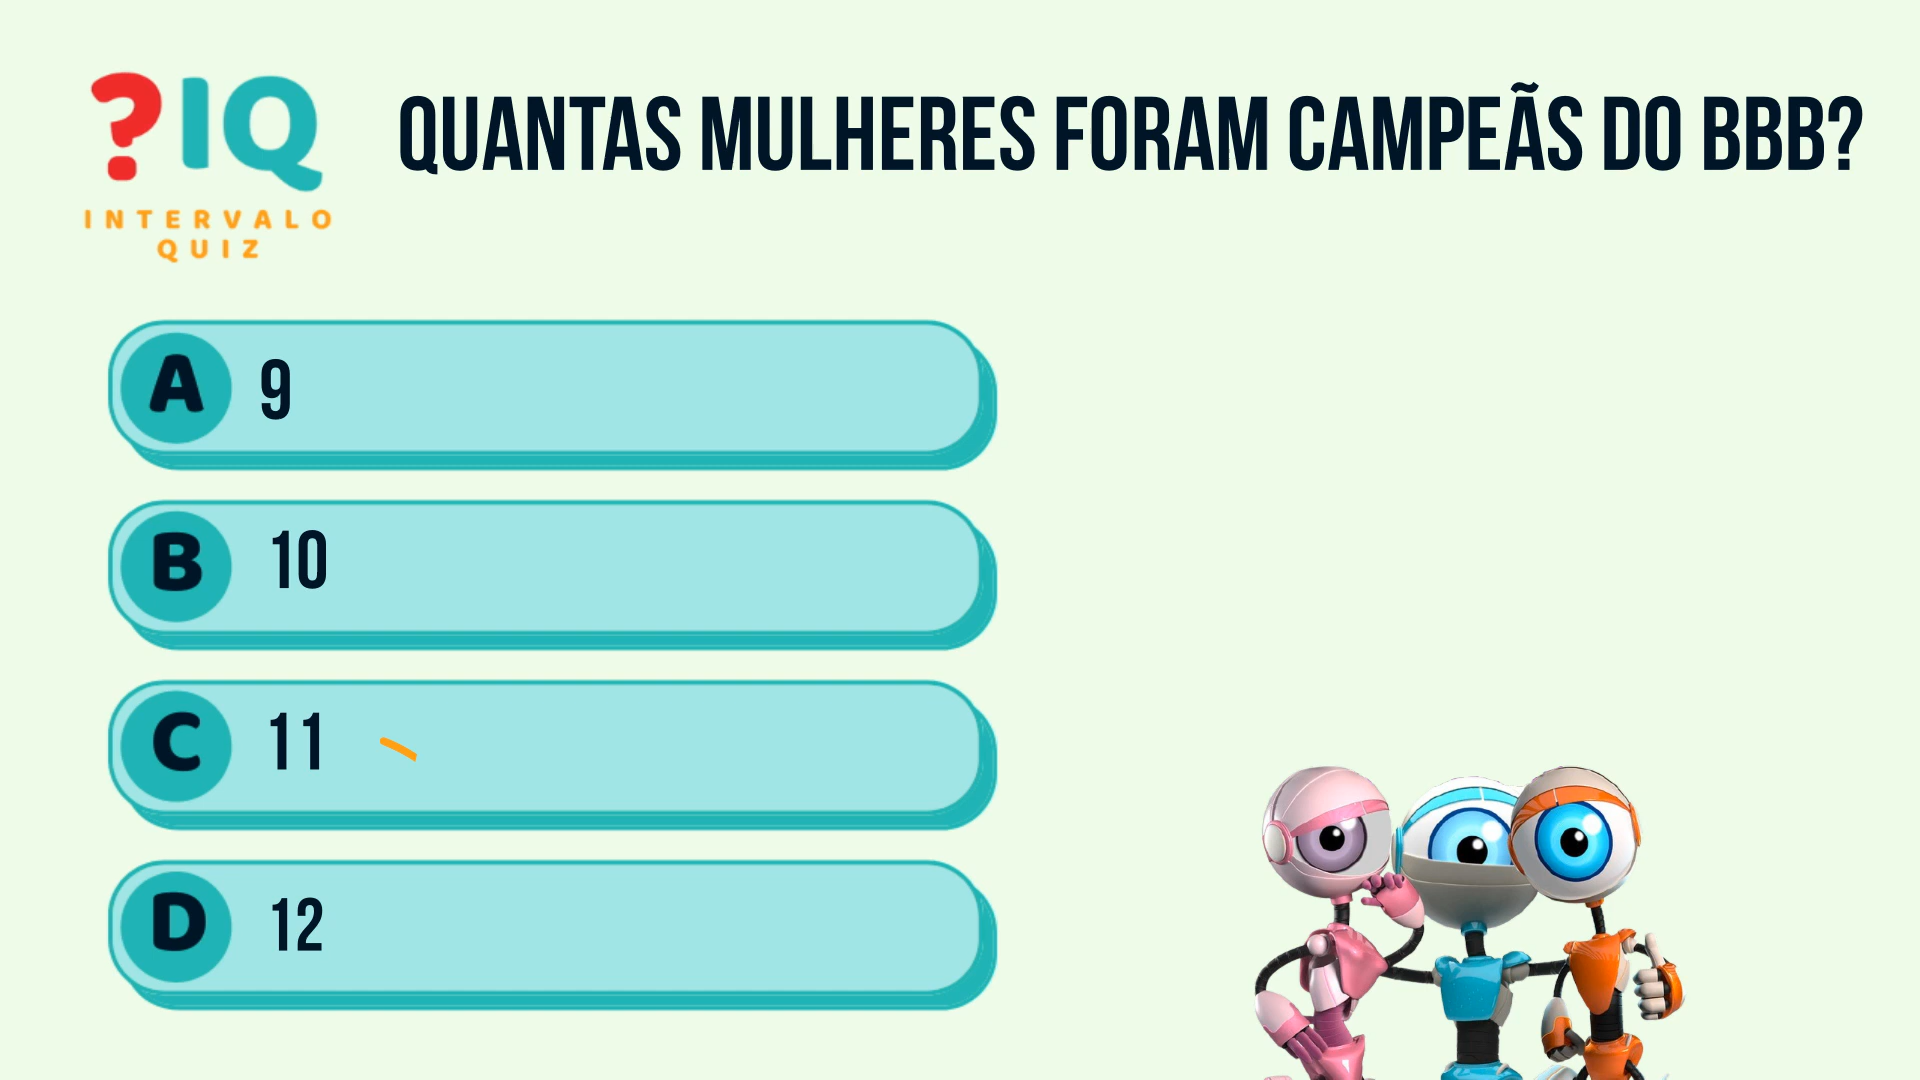 ?IQ
INTERVALO
QUIZ
QUANTAS MULHERES FORAM CAMPEÃS DO BBB?
A 9
B 10
C 11
D 12